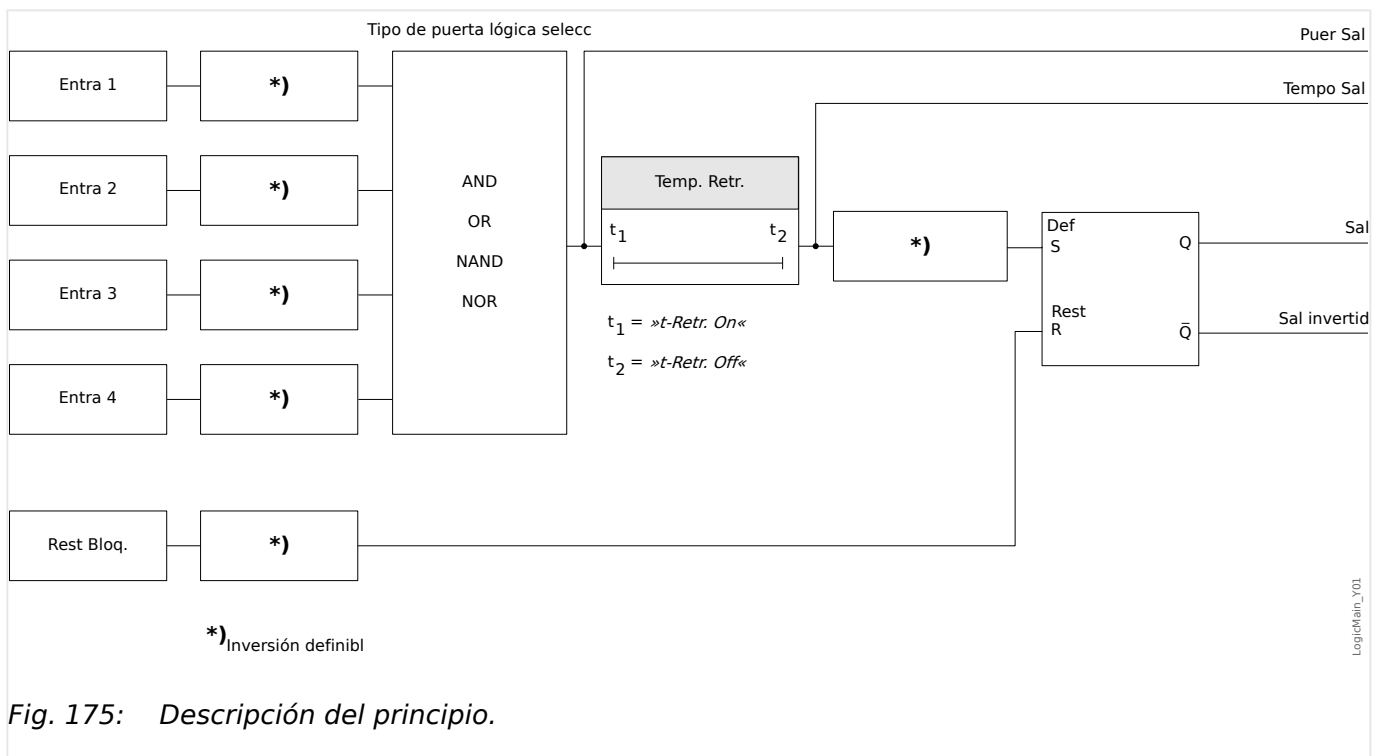 Tipo de puerta lógica selecc
Puer Sal
Tempo Sal
Entra 1
*)
Entra 2
*)
Entra 3
*)
Entra 4
*)
AND
OR
NAND
NOR
Temp. Retr.
t1
t2
t1 = »t-Retr. On«
t2 = »t-Retr. Off«
*)
Def
S
Q
Rest
R
Q̅
Sal
Sal invertid
Rest Bloq.
*)
*)Inversión definibl
LogicMain_Y01
Fig. 175: Descripción del principio.